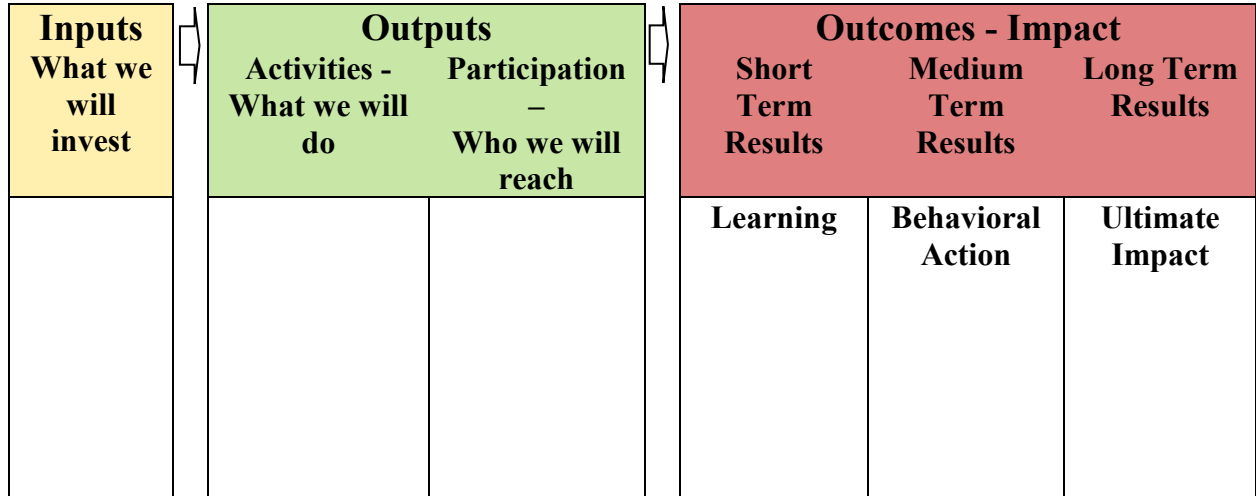 Inputs
What we
will
invest
Outputs
Activities -
What we will
do
Participation
–
Who we will
reach
Outcomes - Impact
Short
Term
Results
Medium
Term
Results
Long Term
Results
Learning
Behavioral
Action
Ultimate
Impact